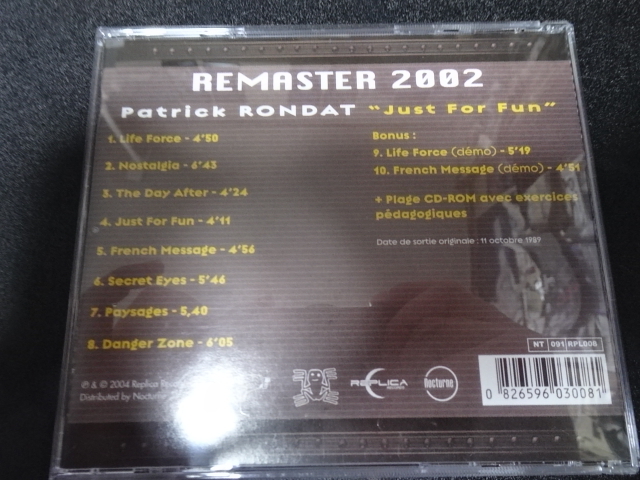 REMASTER 2002
Patrick RONDAT "Just For Fun"
1. Life Force - 4'50
2. Nostalgia - 6'43
3. The Day After - 4'24
4. Just For Fun - 4'11
5. French Message - 4'56
6. Secret Eyes - 5'46
7. Paysages - 5,40
8. Danger Zone - 6'05
Bonus :
9. Life Force (démo) - 5'19
10. French Message (démo) - 4'51
+ Plage CD-ROM avec exercices
pédagogiques
Date de sortie originale : 11 octobre 1989
NT 091 RPL008
℗ & © 2004 Replica
Distributed by
REPLICA
Nocturne
0 826596 030081